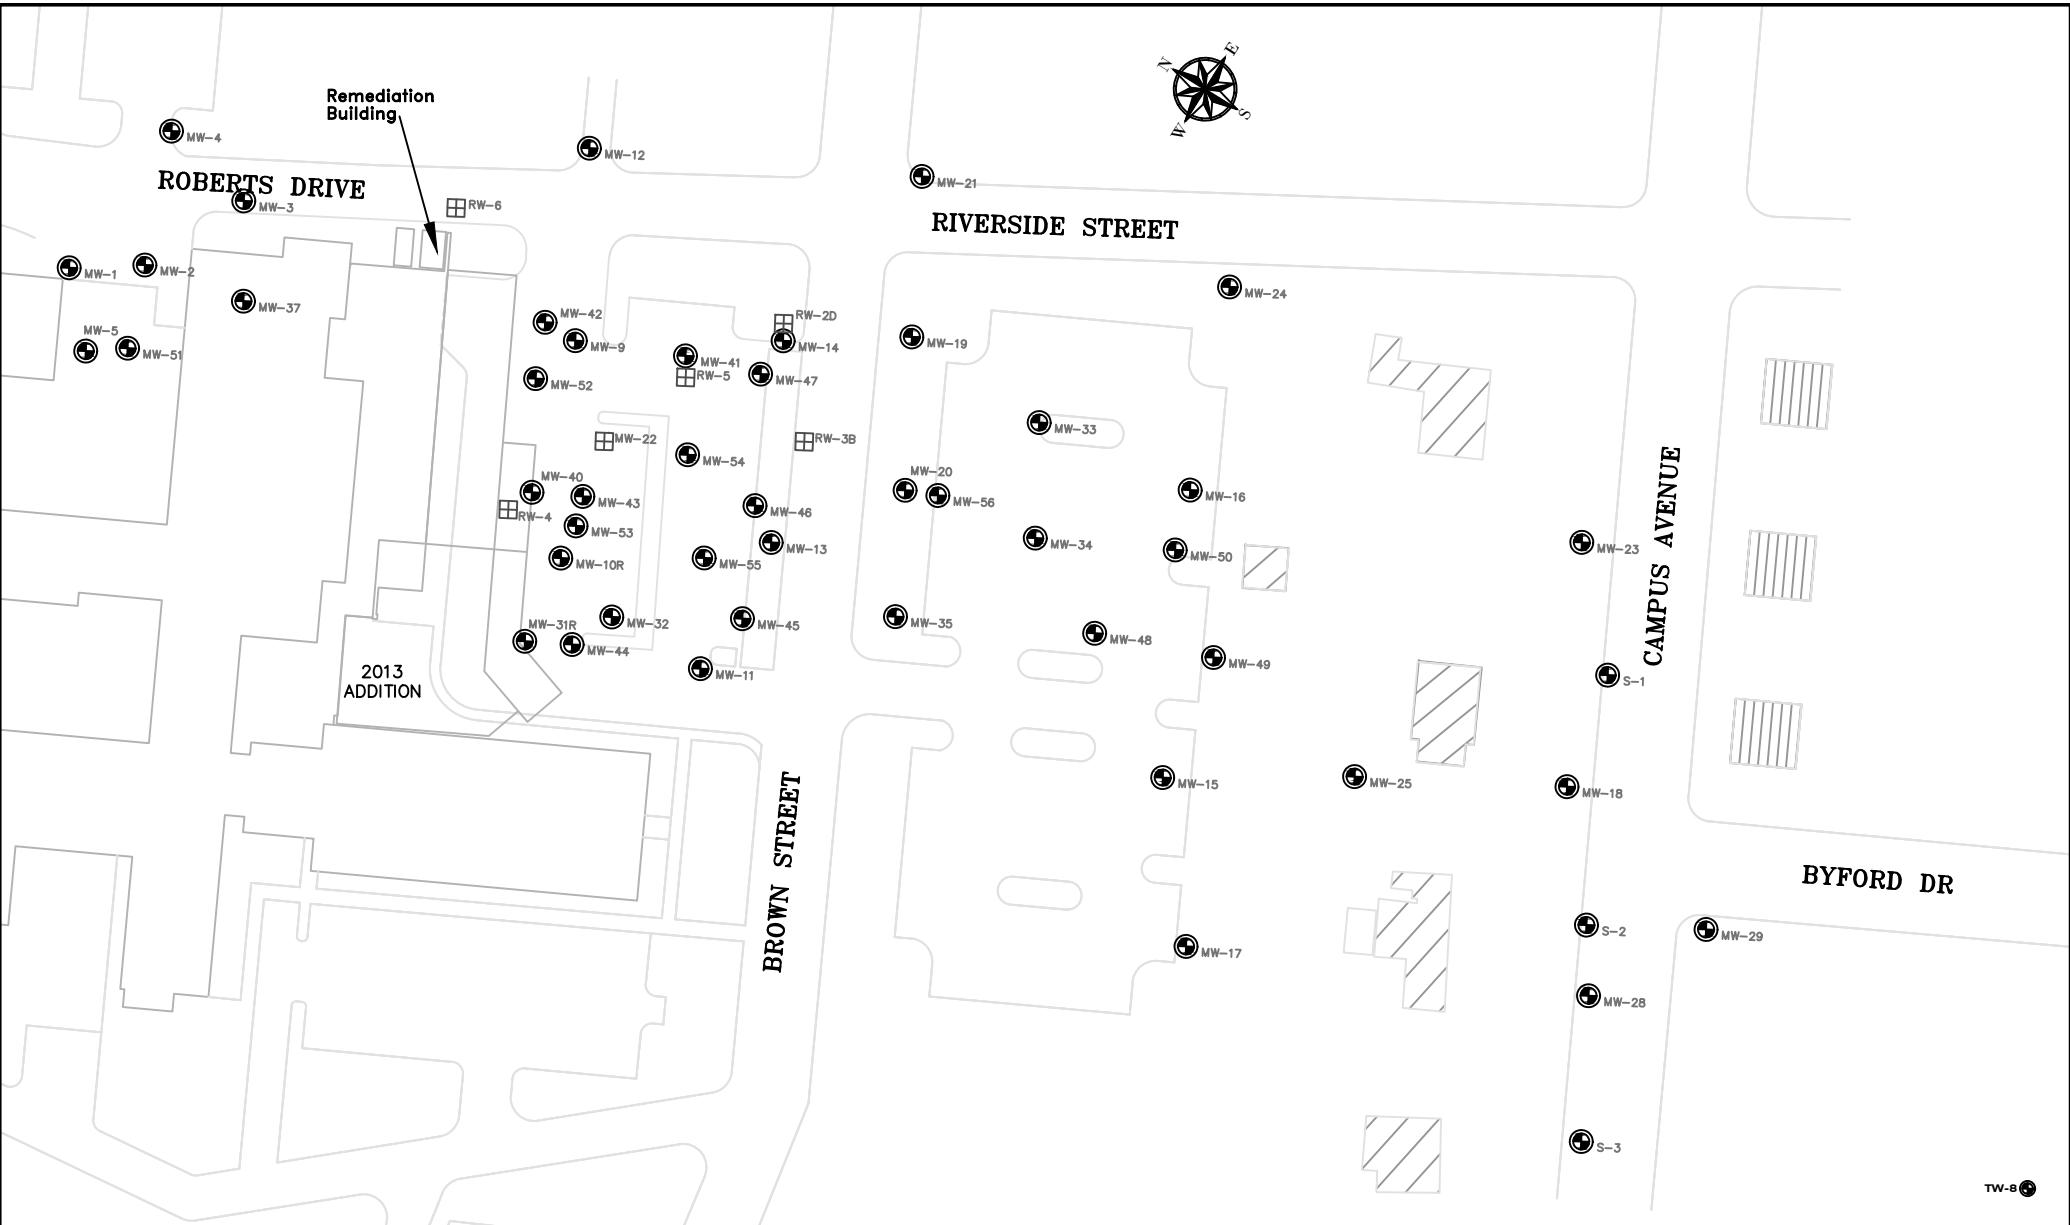 N
E
S
W
Remediation
Building
MW-4
MW-12
ROBERTS DRIVE
MW-21
MW-3
RW-6
RIVERSIDE STREET
MW-1
MW-2
MW-37
MW-24
MW-42
RW-2D
MW-5
MW-51
MW-9
MW-14
MW-19
MW-41
RW-5
MW-47
MW-52
MW-33
MW-22
RW-3B
MW-54
MW-40
MW-20
MW-43
MW-56
MW-16
RW-4
MW-46
MW-53
MW-13
MW-34
MW-50
MW-23
CAMPUS AVENUE
MW-10R
MW-55
MW-31R
MW-32
MW-45
MW-35
MW-48
MW-44
MW-49
MW-11
2013
ADDITION
S-1
MW-15
MW-25
MW-18
BROWN STREET
BYFORD DR
S-2
MW-29
MW-17
MW-28
S-3
TW-8